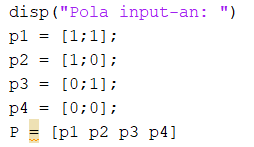 disp("Pola input-an: ")
p1 = [1;1];
p2 = [1;0];
p3 = [0;1];
p4 = [0;0];
P = [p1 p2 p3 p4]